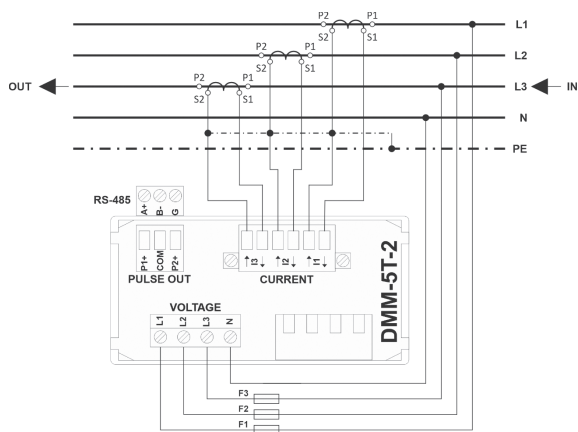 P2 P1 L1
S2 S1
P2 P1 L2
S2 S1
P2 P1
OUT L3 IN
S2 S1
N
PE
RS-485 A+ B- G
P1+ COM P2+
PULSE OUT
I3 I2 I1
CURRENT
DMM-5T-2
VOLTAGE
L1 L2 L3 N
F3
F2
F1